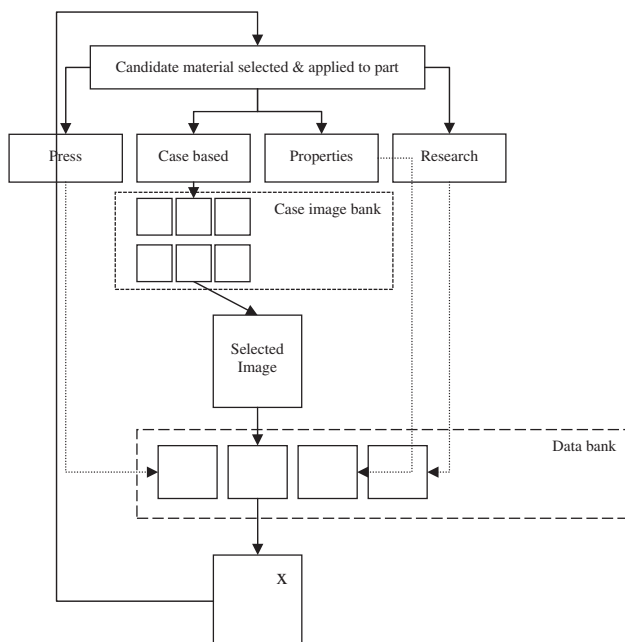 Candidate material selected & applied to part
Press
Case based
Properties
Research
Case image bank
Selected
Image
Data bank
X